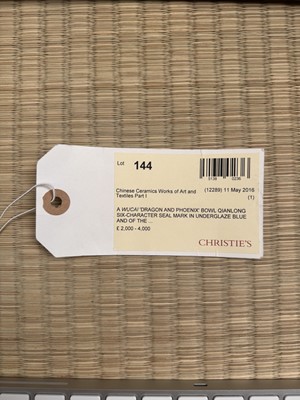 Lot 144
Chinese Ceramics Works of Art and (12289) 11 May 2016
Textiles Part I (1)
A WUCAI 'DRAGON AND PHOENIX' BOWL QIANLONG
SIX-CHARACTER SEAL MARK IN UNDERGLAZE BLUE
AND OF THE ...
£ 2,000 - 4,000
CHRISTIE'S